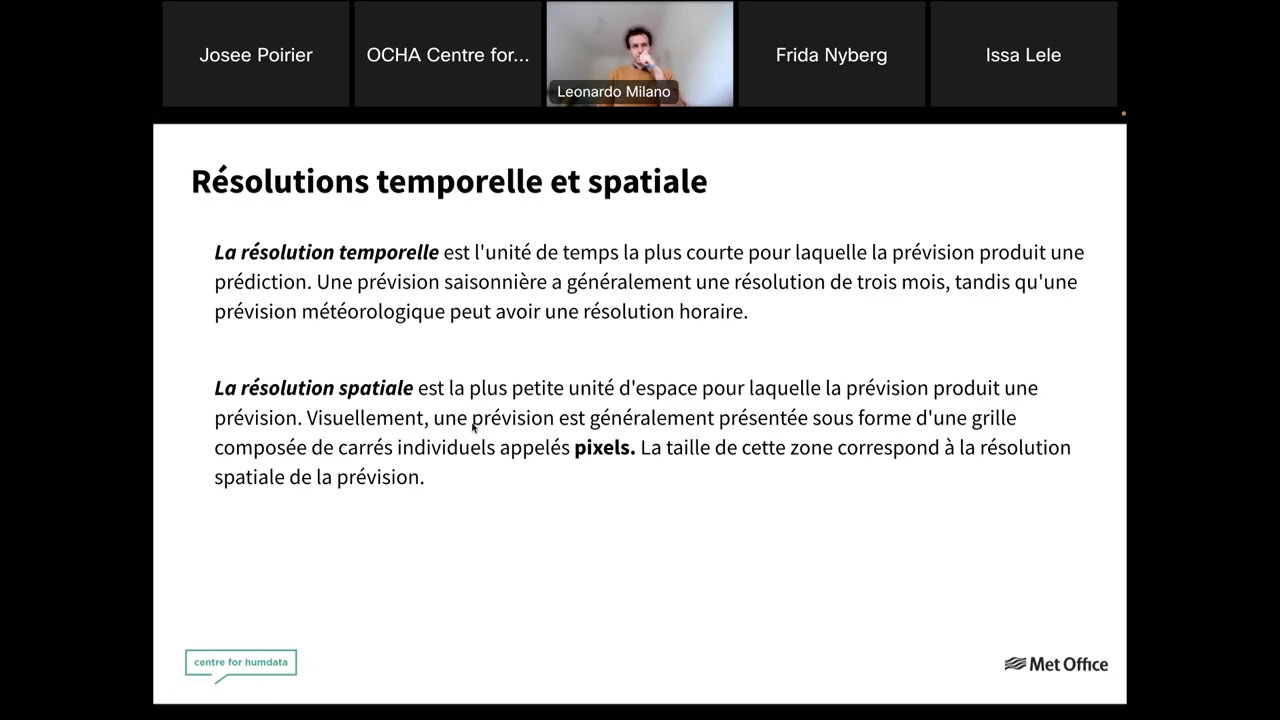 Josee Poirier
OCHA Centre for...
Leonardo Milano
Frida Nyberg
Issa Lele
Résolutions temporelle et spatiale
La résolution temporelle est l'unité de temps la plus courte pour laquelle la prévision produit une
prédiction. Une prévision saisonnière a généralement une résolution de trois mois, tandis qu'une
prévision météorologique peut avoir une résolution horaire.
La résolution spatiale est la plus petite unité d'espace pour laquelle la prévision produit une
prévision. Visuellement, une prévision est généralement présentée sous forme d'une grille
composée de carrés individuels appelés pixels. La taille de cette zone correspond à la résolution
spatiale de la prévision.
centre for humdata
Met Office